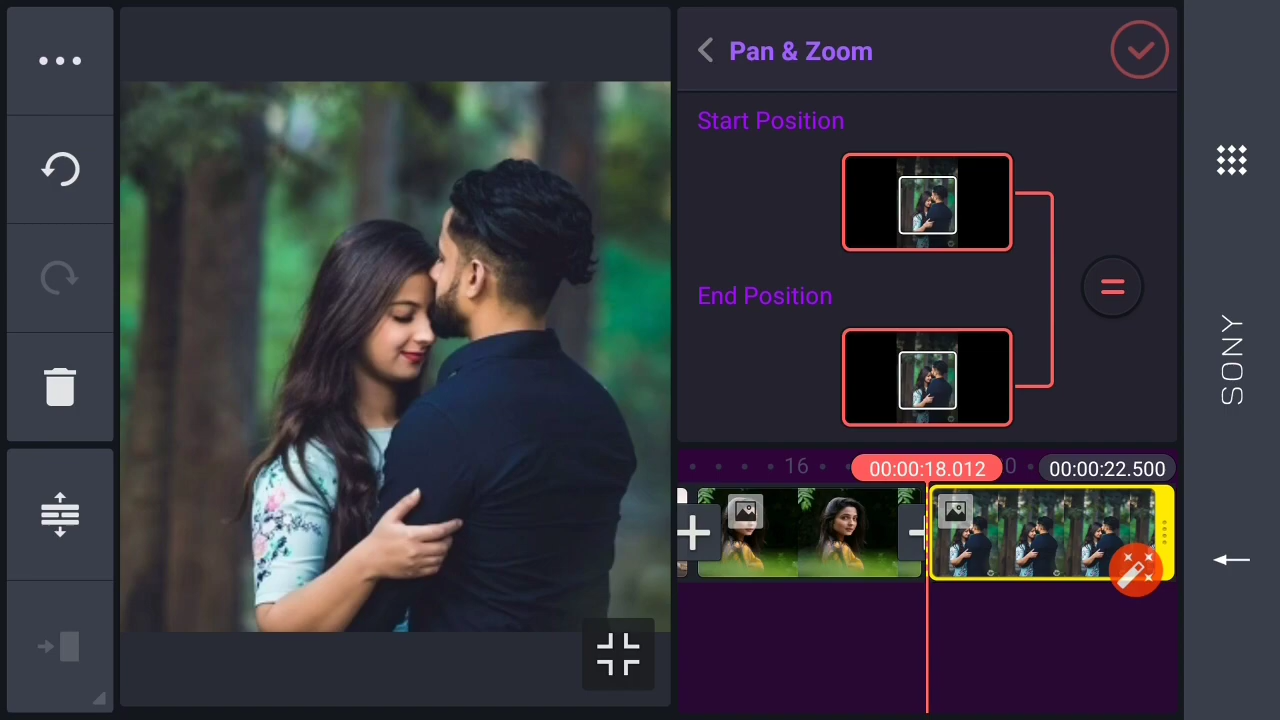 Pan & Zoom
Start Position
End Position
16
00:00:18.012
0
00:00:22.500
SONY